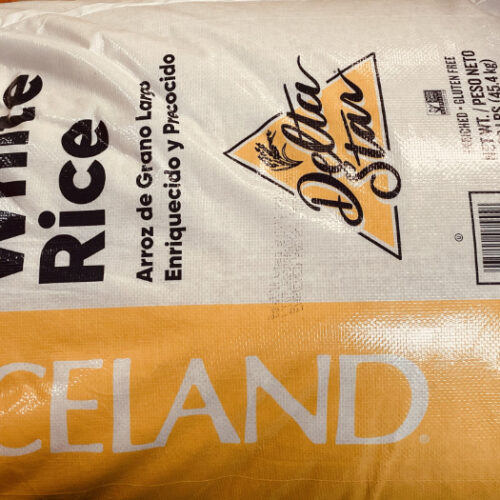 White
Rice
Arroz de Grano Largo
Enriquecido y Precocido
Delta
Star
ENRICHED • GLUTEN FREE
NET WT. / PESO NETO
LBS. (45.4 kg)
CELAND®